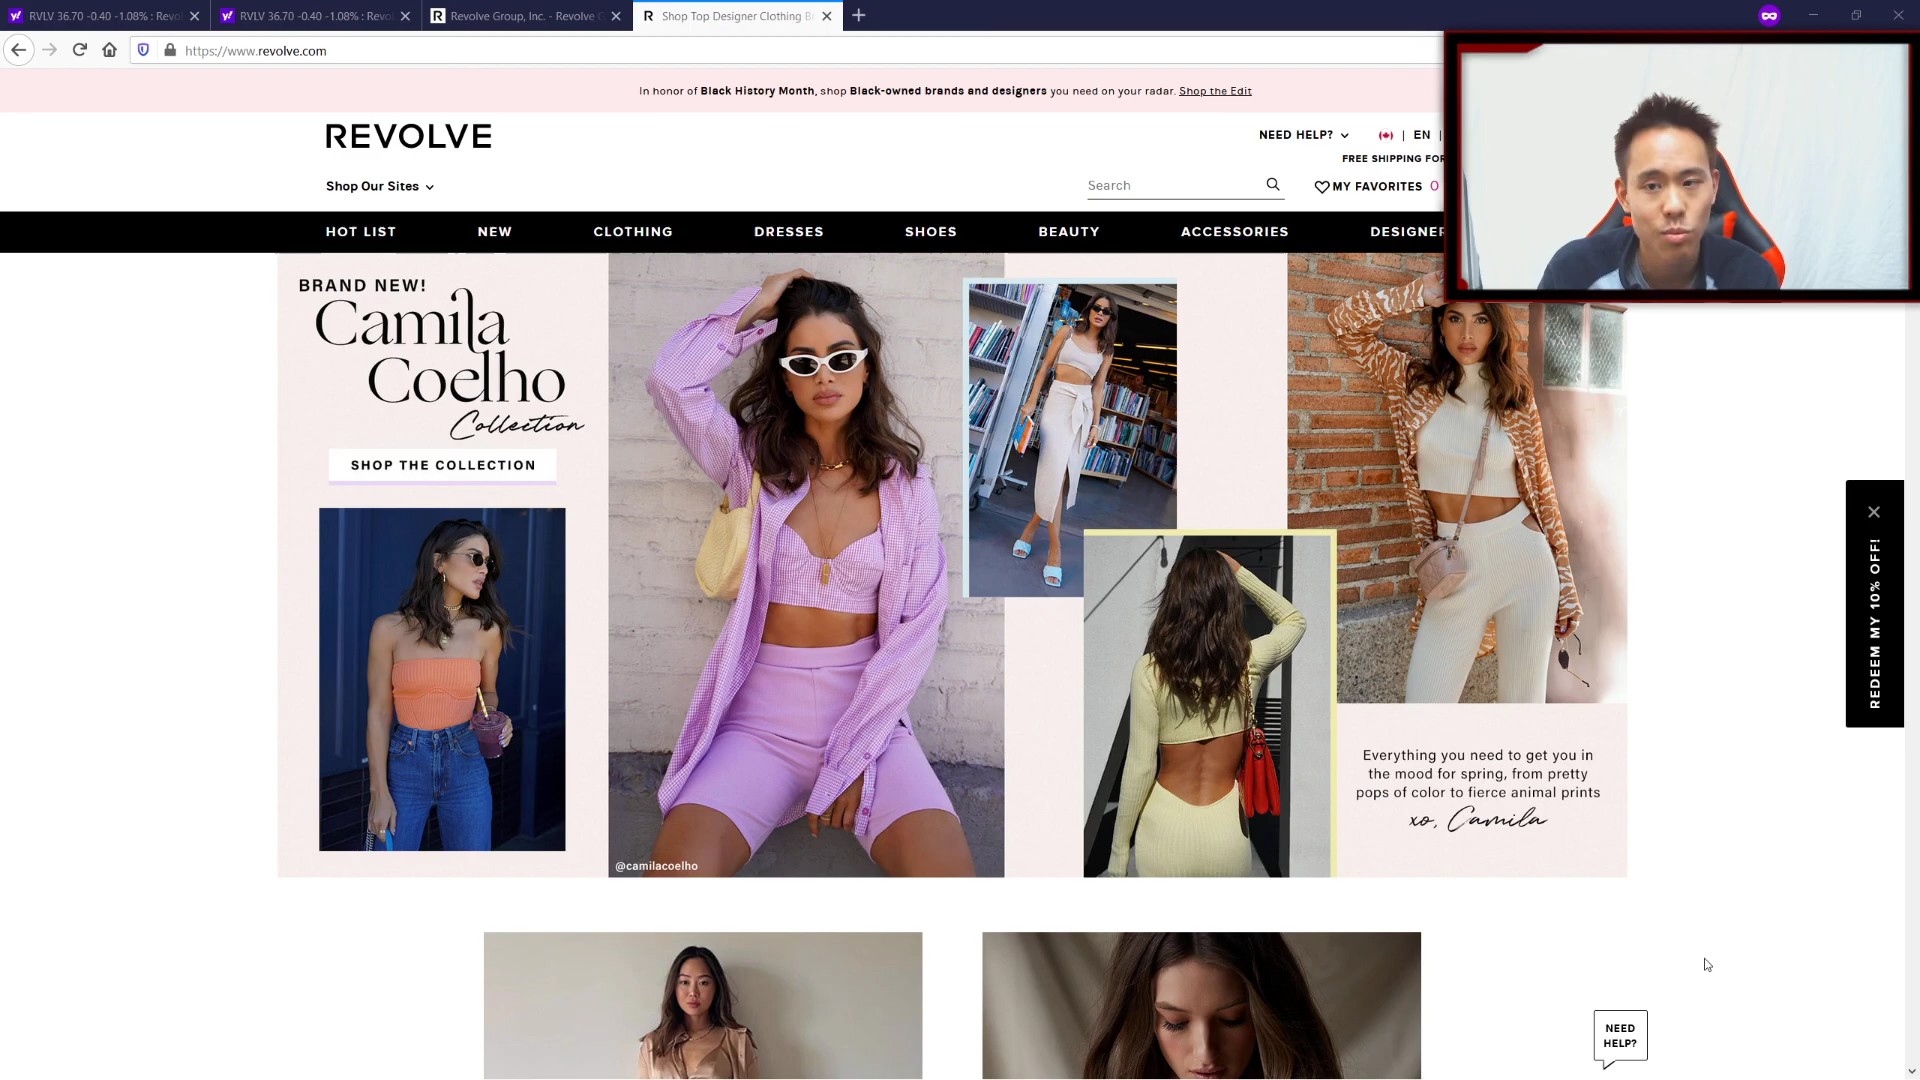 RVLV 36.70 -0.40 -1.08% : Revol
RVLV 36.70 -0.40 -1.08% : Revol
Revolve Group, Inc. - Revolve G
Shop Top Designer Clothing B
https://www.revolve.com
In honor of Black History Month, shop Black-owned brands and designers you need on your radar. Shop the Edit
REVOLVE
NEED HELP?
| EN |
FREE SHIPPING FOR
Shop Our Sites
Search
MY FAVORITES 0
HOT LIST NEW CLOTHING DRESSES SHOES BEAUTY ACCESSORIES DESIGNER
BRAND NEW!
Camila
Coelho
Collection
SHOP THE COLLECTION
@camilacoelho
Everything you need to get you in
the mood for spring, from pretty
pops of color to fierce animal prints
xo, Camila
REDEEM MY 10% OFF!
NEED
HELP?